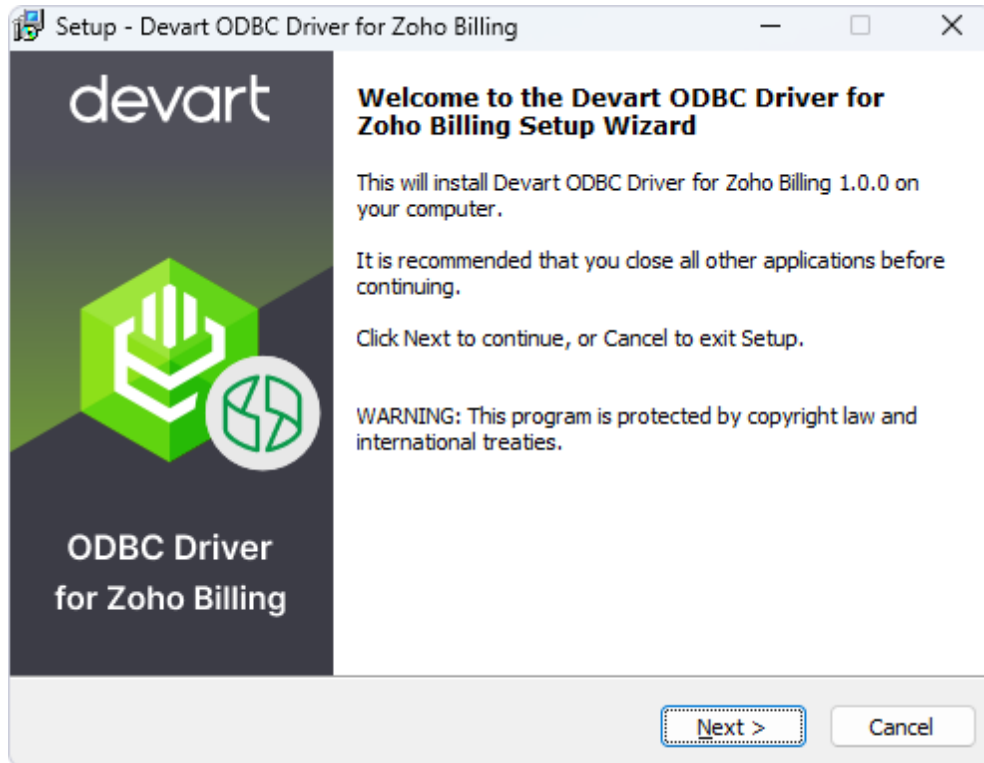 Setup - Devart ODBC Driver for Zoho Billing
devart
ODBC Driver
for Zoho Billing
Welcome to the Devart ODBC Driver for
Zoho Billing Setup Wizard
This will install Devart ODBC Driver for Zoho Billing 1.0.0 on
your computer.
It is recommended that you close all other applications before
continuing.
Click Next to continue, or Cancel to exit Setup.
WARNING: This program is protected by copyright law and
international treaties.
Next >
Cancel